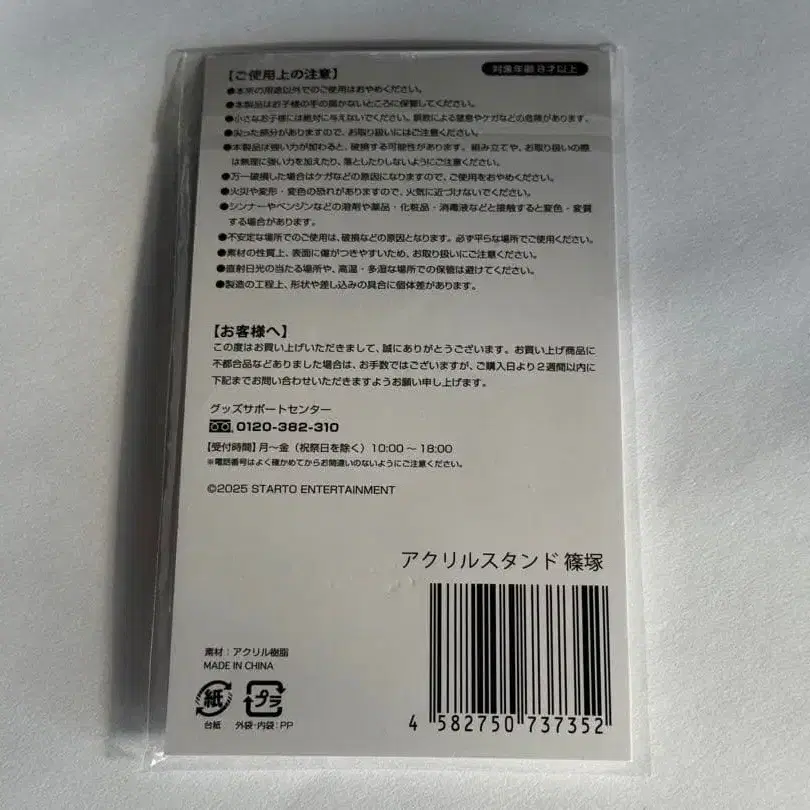 【ご使用上の注意】
対象年齢8才以上
●本来の用途以外でのご使用はおやめください。
●本製品はお子様の手の届かないところに保管してください。
●小さなお子様には絶対に与えないでください。誤飲による窒息やケガなどの危険があります。
●尖った部分がありますので、お取り扱いにはご注意ください。
●本製品は強い力が加わると、破損する可能性があります。組み立てや、お取り扱いの際
は無理に強い力を加えたり、落としたりしないようにご注意ください。
●万一破損した場合はケガなどの原因になりますので、ご使用をおやめください。
●火災や変形・変色の恐れがありますので、火気に近づけないでください。
●シンナーやベンジンなどの溶剤や薬品・化粧品・消毒液などと接触すると変色・変質
する場合があります。
●不安定な場所でのご使用は、破損などの原因となります。必ず平らな場所でご使用ください。
●素材の性質上、表面に傷がつきやすいため、お取り扱いにご注意ください。
●直射日光の当たる場所や、高温・多湿な場所での保管は避けてください。
●製造の工程上、形状や差し込みの具合に個体差があります。
【お客様へ】
この度はお買い上げいただきまして、誠にありがとうございます。お買い上げ商品に
不都合品などありました場合は、お手数ではございますが、ご購入日より2週間以内に
下記までお問い合わせいただきますようお願い申し上げます。
グッズサポートセンター
0120-382-310
【受付時間】月～金（祝祭日を除く）10:00～18:00
※電話番号はよく確かめてからお間違いのないようにご注意ください。
©2025 STARTO ENTERTAINMENT
アクリルスタンド 篠塚
素材：アクリル樹脂
MADE IN CHINA
紙
プラ
台紙
外袋・内袋：PP
4 582750 737352